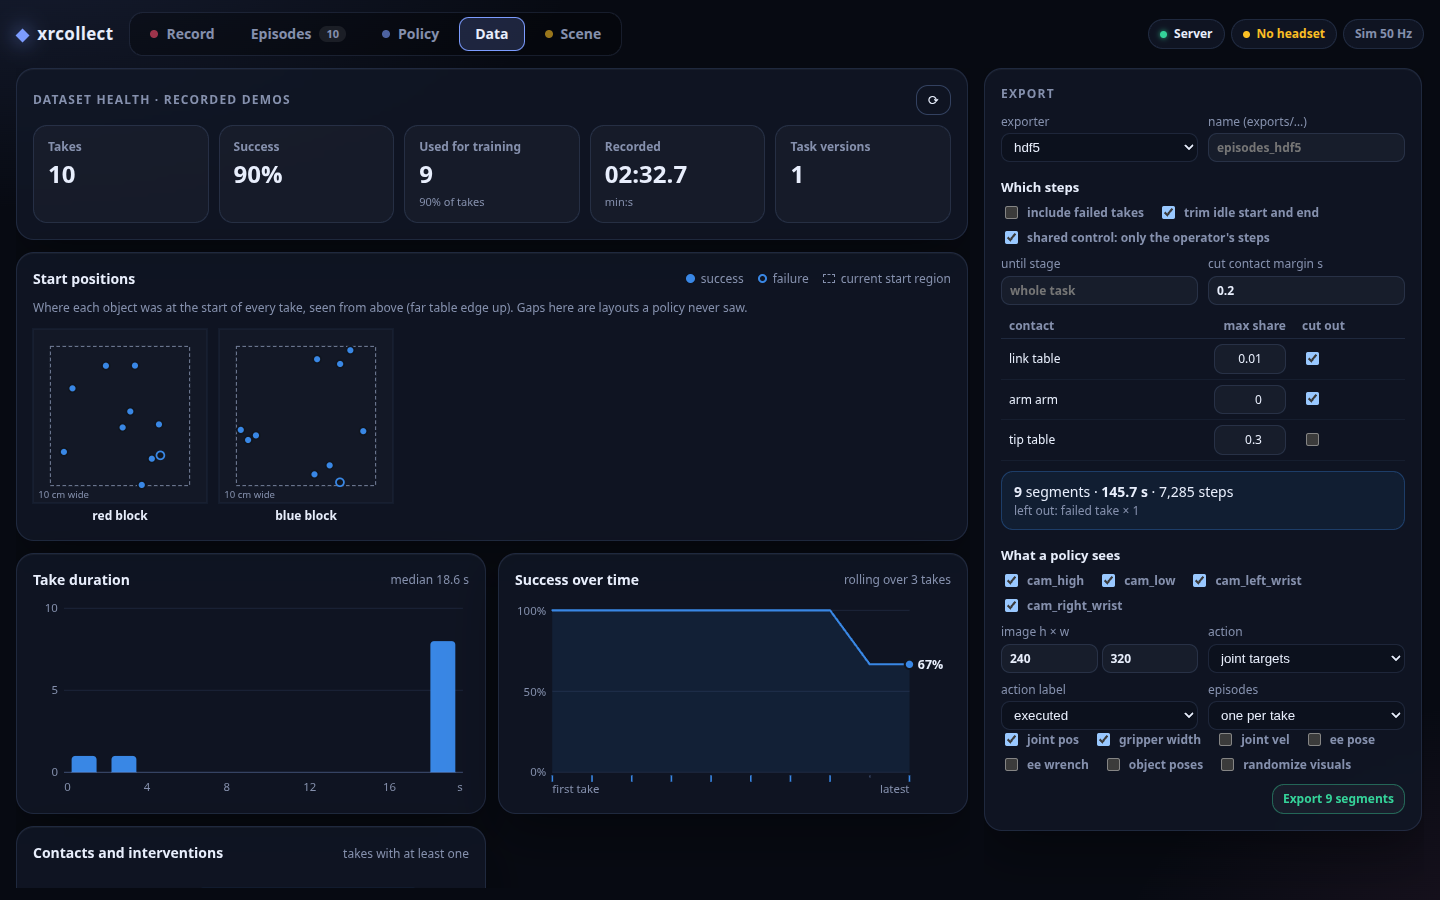 xrcollect
Record
Episodes 10
Policy
Data
Scene
Server
No headset
Sim 50 Hz
DATASET HEALTH · RECORDED DEMOS
Takes
10
Success
90%
Used for training
9
90% of takes
Recorded
02:32.7
min:s
Task versions
1
Start positions
success
failure
current start region
Where each object was at the start of every take, seen from above (far table edge up). Gaps here are layouts a policy never saw.
10 cm wide
red block
10 cm wide
blue block
Take duration
median 18.6 s
10
5
0
0
4
8
12
16
s
Success over time
rolling over 3 takes
100%
50%
0%
67%
first take
latest
Contacts and interventions
takes with at least one
EXPORT
exporter
name (exports/...)
hdf5
episodes_hdf5
Which steps
include failed takes
trim idle start and end
shared control: only the operator's steps
until stage
cut contact margin s
whole task
0.2
contact max share cut out
link table 0.01
arm arm 0
tip table 0.3
9 segments · 145.7 s · 7,285 steps
left out: failed take × 1
What a policy sees
cam_high
cam_low
cam_left_wrist
cam_right_wrist
image h × w
action
240
320
joint targets
action label
episodes
executed
one per take
joint pos
gripper width
joint vel
ee pose
ee wrench
object poses
randomize visuals
Export 9 segments